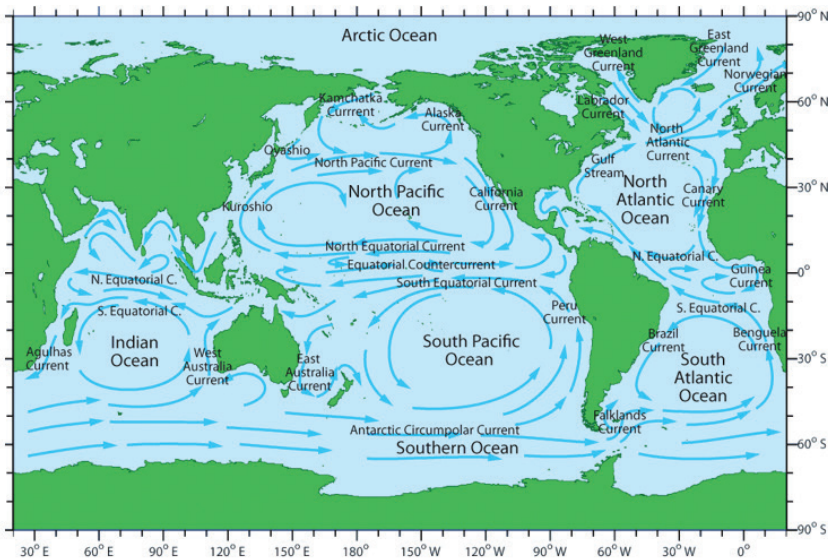 Arctic Ocean
West
Greenland
Current
East
Greenland
Current
Norwegian
Current
Kamchatka
Currrent
Alaska
Current
Labrador
Current
Oyashio
North Pacific Current
North
Atlantic
Current
Gulf
Stream
Kuroshio
North Pacific
Ocean
California
Current
North
Atlantic
Ocean
Canary
Current
North Equatorial Current
Equatorial.Countercurrent
South Equatorial Current
N. Equatorial C.
N. Equatorial C.
Guinea
Current
S. Equatorial C.
S. Equatorial C.
Peru
Current
Indian
Ocean
South Pacific
Ocean
Brazil
Current
Benguela
Current
Agulhas
Current
West
Australia
Current
East
Australia
Current
South
Atlantic
Ocean
Falklands
Current
Antarctic Circumpolar Current
Southern Ocean
90° N
60° N
30° N
0°
30° S
60° S
90° S
30° E 60° E 90° E 120° E 150° E 180° 150° W 120° W 90° W 60° W 30° W 0°